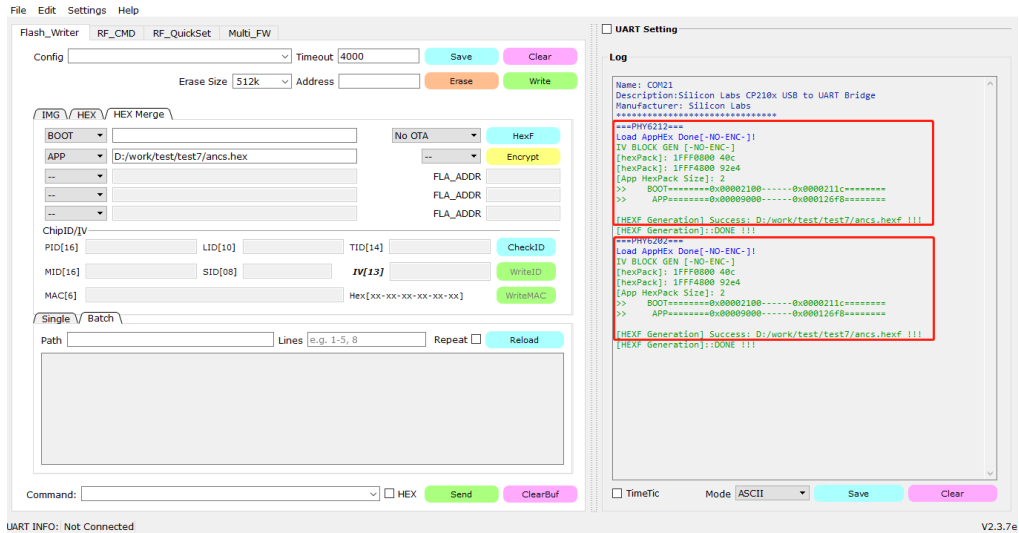 File Edit Settings Help
Flash_Writer RF_CMD RF_QuickSet Multi_FW
Config Timeout 4000 Save Clear
Erase Size 512k Address Erase Write
IMG HEX HEX Merge
BOOT No OTA HexF
APP D:/work/test/test7/ancs.hex -- Encrypt
-- FLA_ADDR
-- FLA_ADDR
-- FLA_ADDR
ChipID/IV
PID[16] LID[10] TID[14] CheckID
MID[16] SID[08] IV[13] WriteID
MAC[6] Hex[xx-xx-xx-xx-xx-xx] WriteMAC
Single Batch
Path Lines e.g. 1-5, 8 Repeat Reload
Command: HEX Send ClearBuf
UART INFO: Not Connected
UART Setting
Log
Name: COM21
Description:Silicon Labs CP210x USB to UART Bridge
Manufacturer: Silicon Labs
******************************
===PHY6212===
Load AppHEx Done[-NO-ENC-]!
IV BLOCK GEN [-NO-ENC-]
[hexPack]: 1FFF0800 40c
[hexPack]: 1FFF4800 92e4
[App HexPack Size]: 2
>> BOOT========0x00002100------0x0000211c========
>> APP========0x00009000------0x000126f8========
[HEXF Generation] Success: D:/work/test/test7/ancs.hexf !!!
[HEXF Generation]::DONE !!!
===PHY6202===
Load AppHEx Done[-NO-ENC-]!
IV BLOCK GEN [-NO-ENC-]
[hexPack]: 1FFF0800 40c
[hexPack]: 1FFF4800 92e4
[App HexPack Size]: 2
>> BOOT========0x00002100------0x0000211c========
>> APP========0x00009000------0x000126f8========
[HEXF Generation] Success: D:/work/test/test7/ancs.hexf !!!
[HEXF Generation]::DONE !!!
TimeTic Mode ASCII Save Clear
V2.3.7e